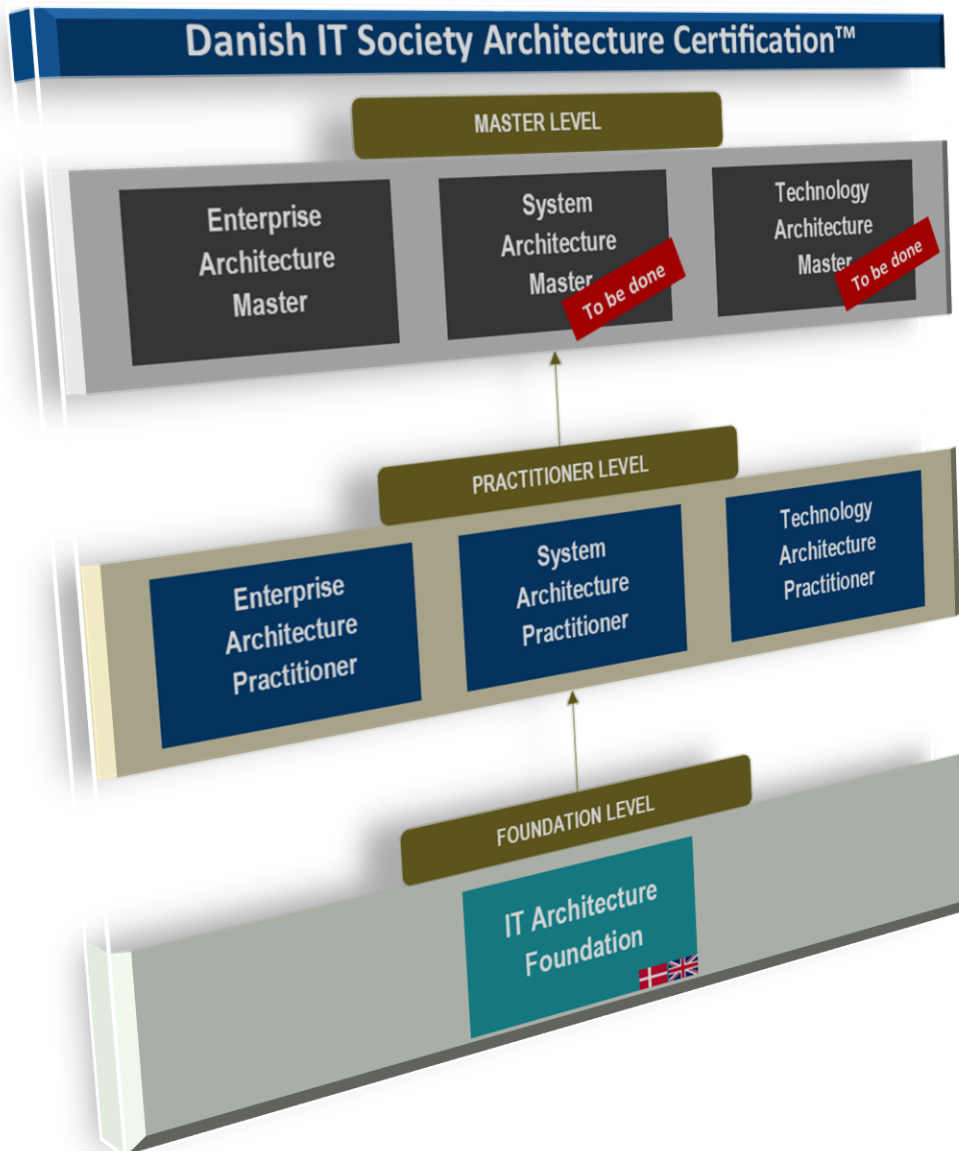 Danish IT Society Architecture Certification™
MASTER LEVEL
Enterprise
Architecture
Master
System
Architecture
Master
To be done
Technology
Architecture
Master
To be done
PRACTITIONER LEVEL
Enterprise
Architecture
Practitioner
System
Architecture
Practitioner
Technology
Architecture
Practitioner
FOUNDATION LEVEL
IT Architecture
Foundation